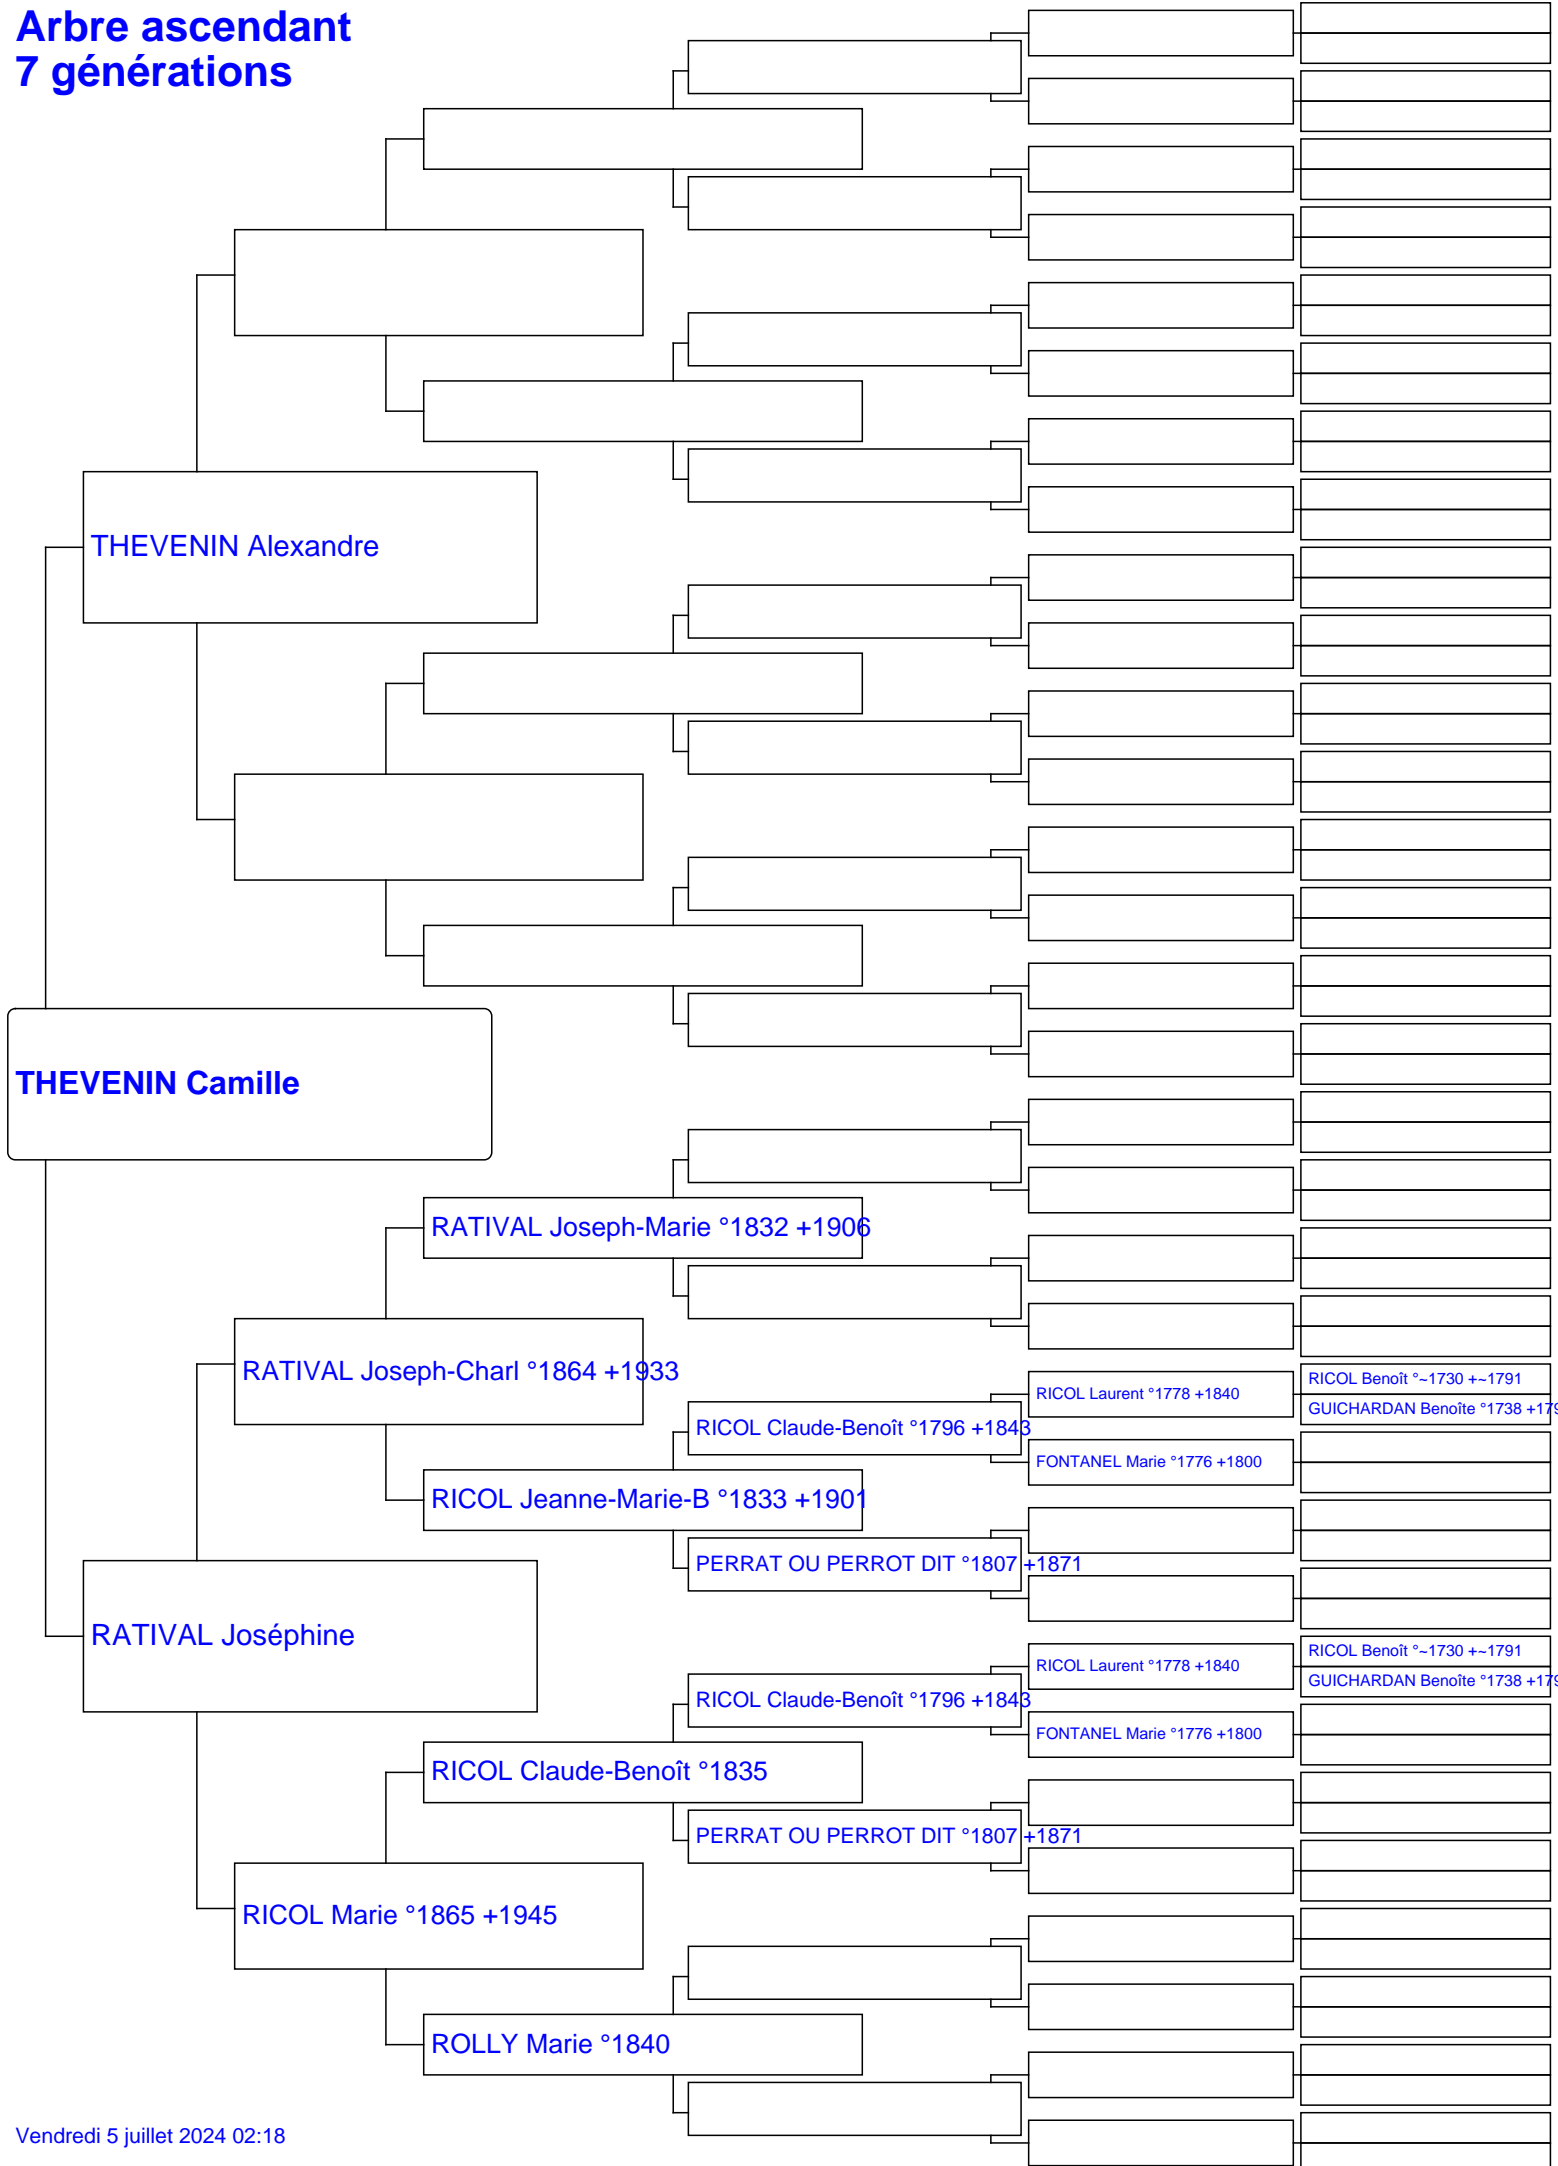 Arbre ascendant
7 générations
THEVENIN Alexandre
THEVENIN Camille
RATIVAL Joseph-Marie °1832 +1906
RATIVAL Joseph-Charl °1864 +1933
RICOL Laurent °1778 +1840
RICOL Benoît °~1730 +~1791
GUICHARDAN Benoîte °1738 +179
RICOL Claude-Benoît °1796 +1843
FONTANEL Marie °1776 +1800
RICOL Jeanne-Marie-B °1833 +1901
PERRAT OU PERROT DIT °1807 +1871
RATIVAL Joséphine
RICOL Laurent °1778 +1840
RICOL Benoît °~1730 +~1791
GUICHARDAN Benoîte °1738 +179
RICOL Claude-Benoît °1796 +1843
FONTANEL Marie °1776 +1800
RICOL Claude-Benoît °1835
PERRAT OU PERROT DIT °1807 +1871
RICOL Marie °1865 +1945
ROLLY Marie °1840
Vendredi 5 juillet 2024 02:18